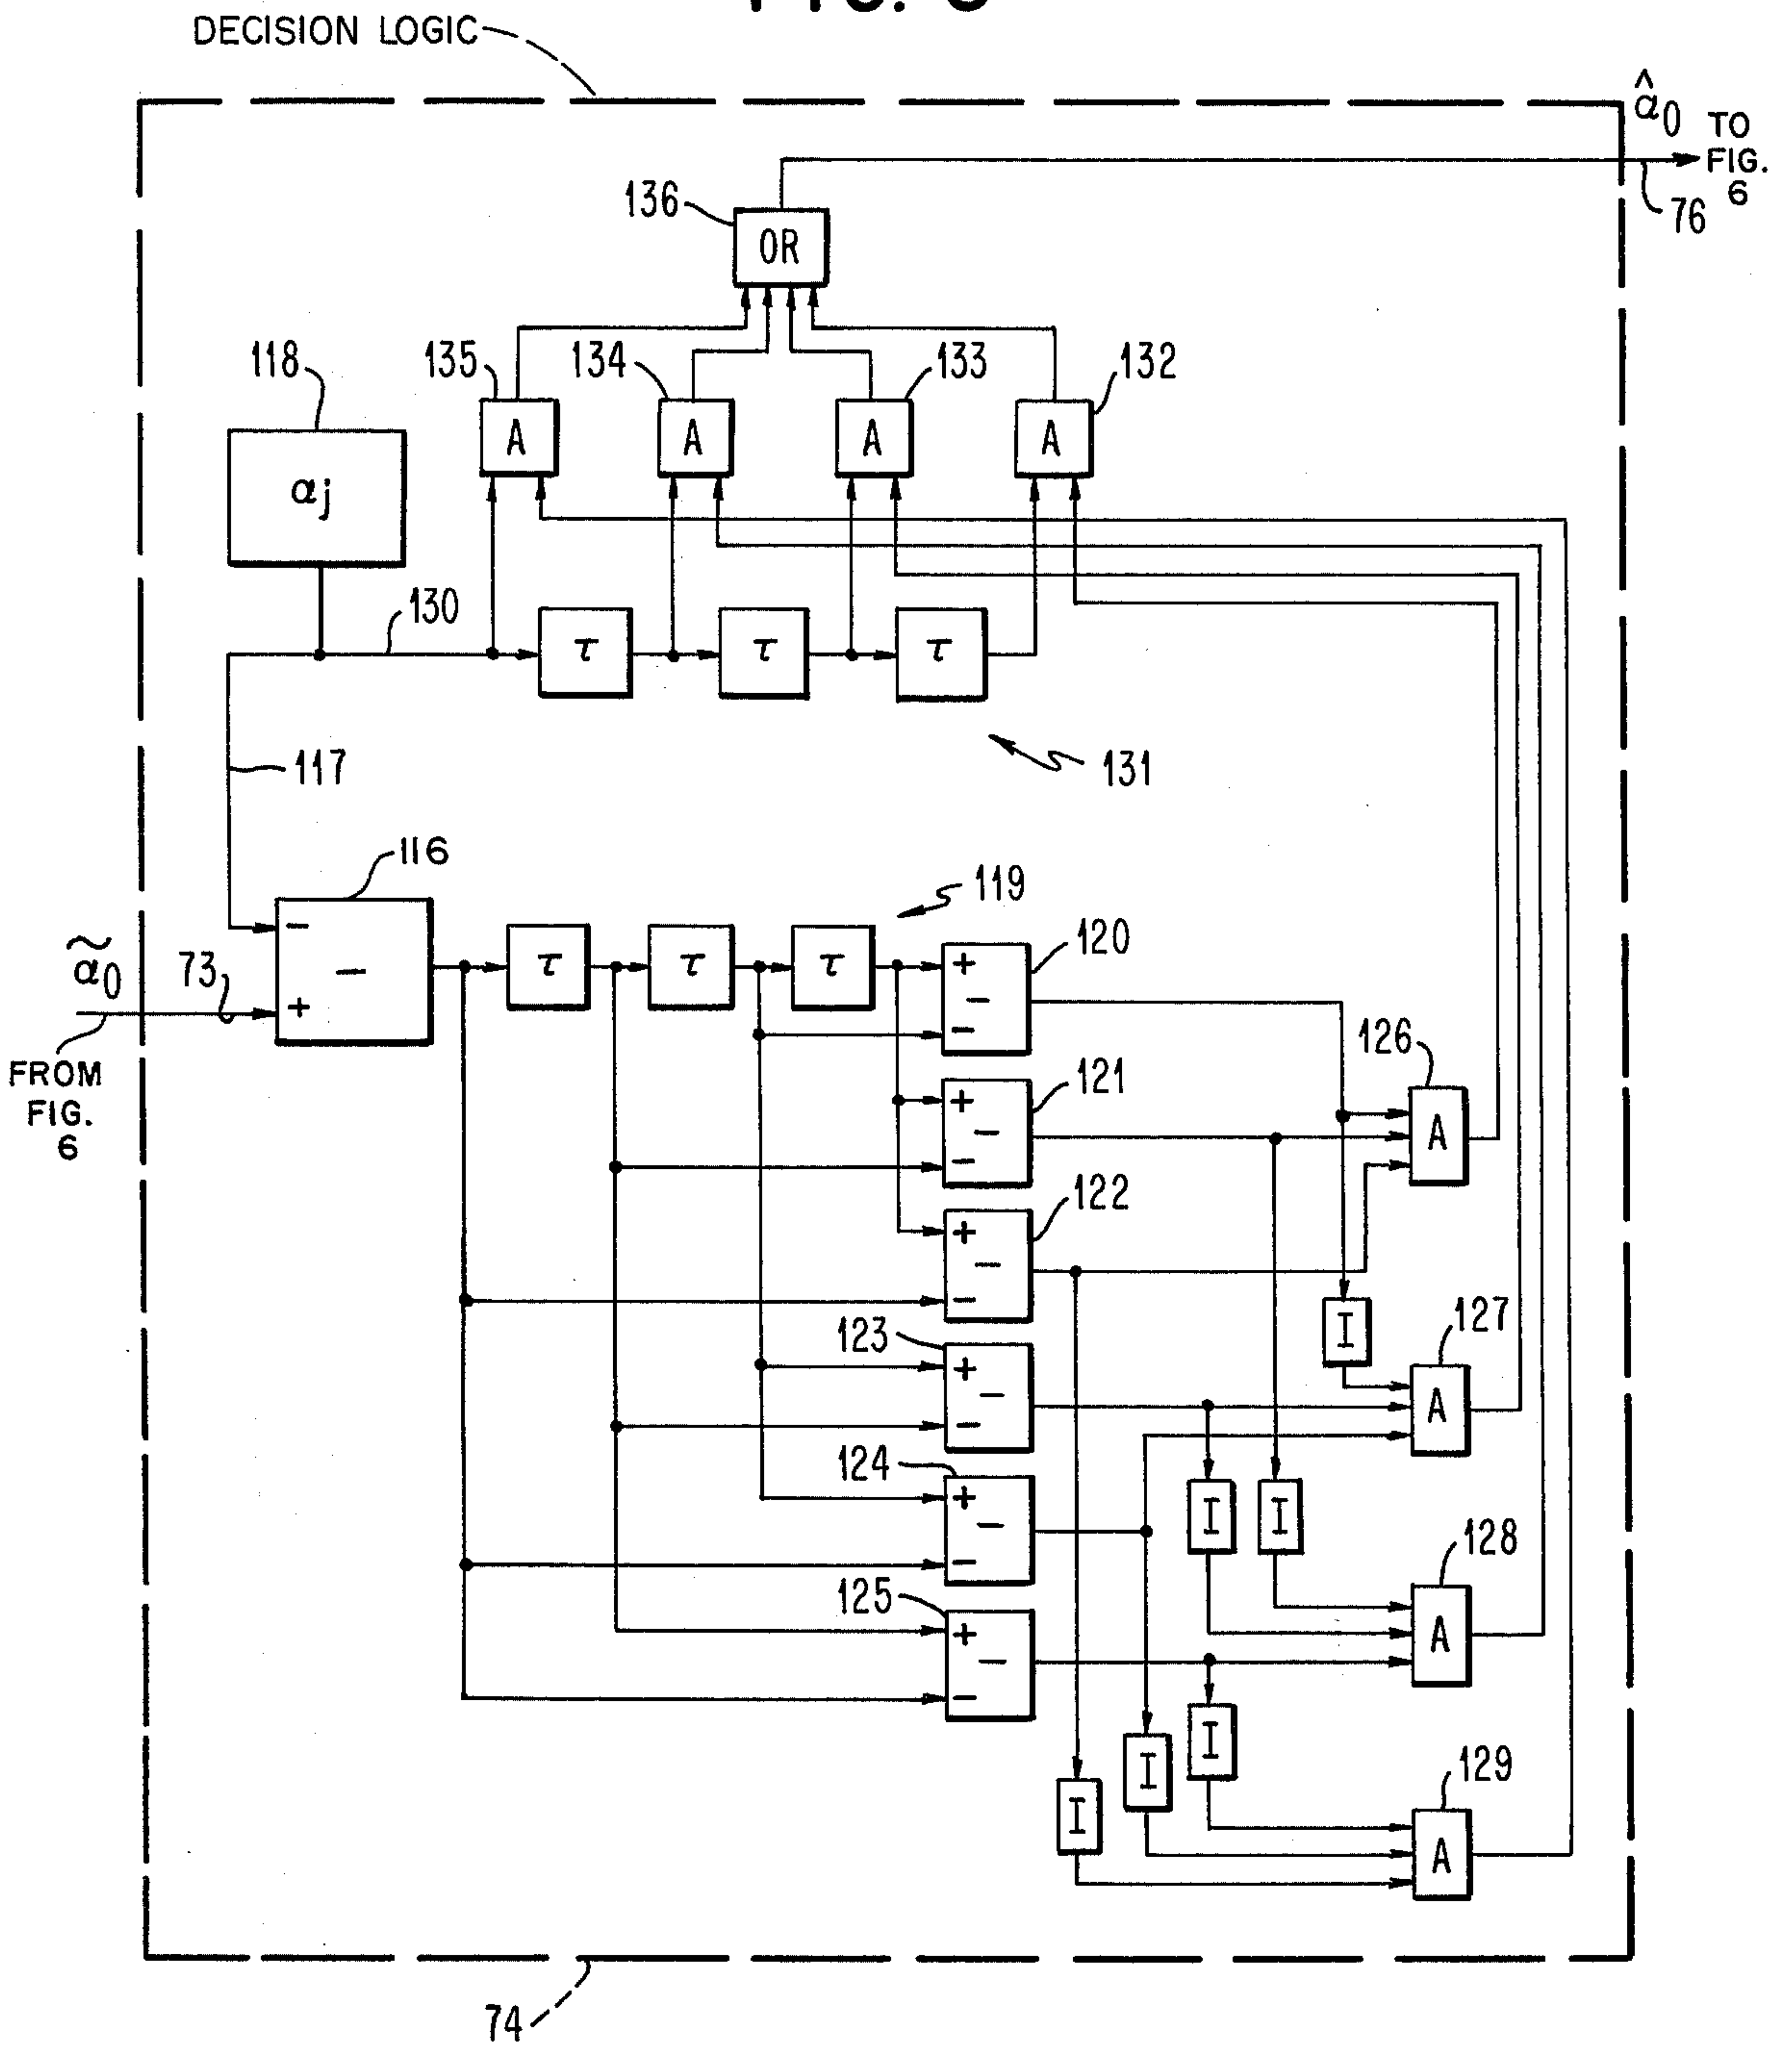 DECISION LOGIC
α̂0 TO
FIG.
6
76
136
OR
118
135
134
133
132
αj
A
A
A
A
130
τ
τ
τ
117
131
116
119
−
−
+
α̃0
73
FROM
FIG.
6
τ
τ
τ
120
+
−
−
121
+
−
−
126
A
122
+
−
−
I
123
+
−
−
127
A
124
+
−
−
I
I
125
+
−
−
128
A
I
I
I
129
A
74